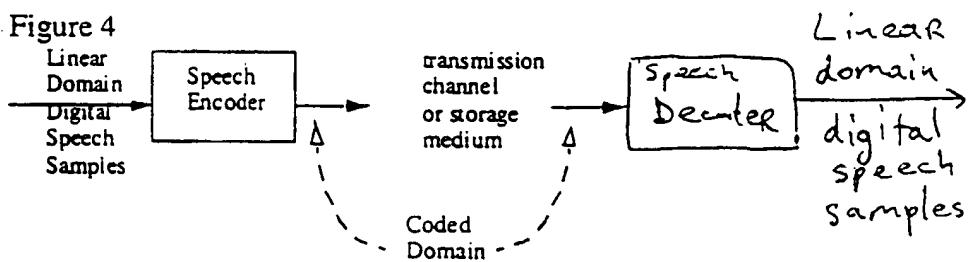 Figure 4
Linear
Domain
Digital
Speech
Samples
Speech
Encoder
transmission
channel
or storage
medium
Speech
Decoder
Linear
domain
digital
speech
samples
Coded
Domain